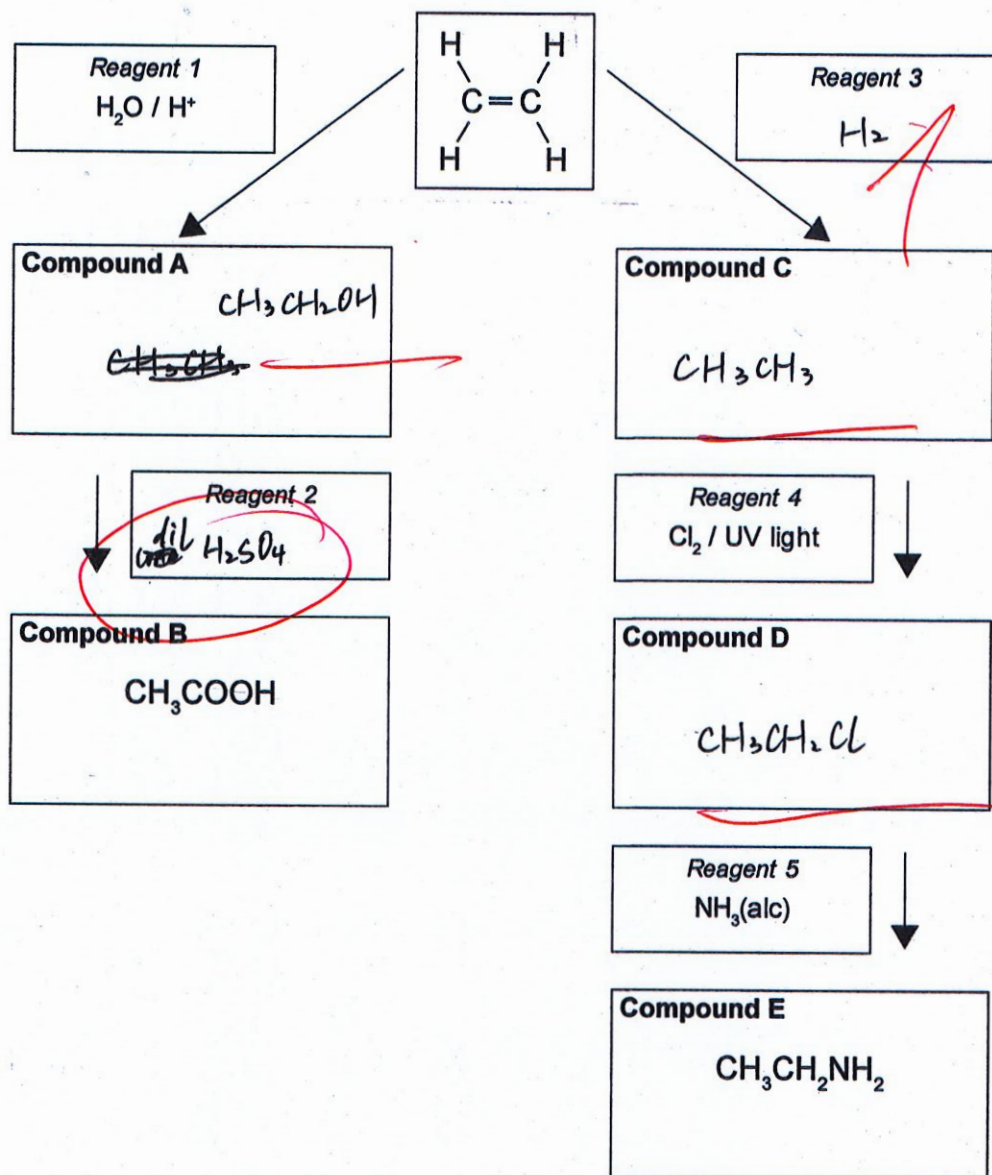 Reagent 1
H₂O / H⁺
H H
C=C
H H
Reagent 3
H₂
Compound A
CH₃CH₂OH
CH₃CH₃
Reagent 2
dil H₂SO₄
Compound B
CH₃COOH
Compound C
CH₃CH₃
Reagent 4
Cl₂ / UV light
Compound D
CH₃CH₂Cl
Reagent 5
NH₃(alc)
Compound E
CH₃CH₂NH₂